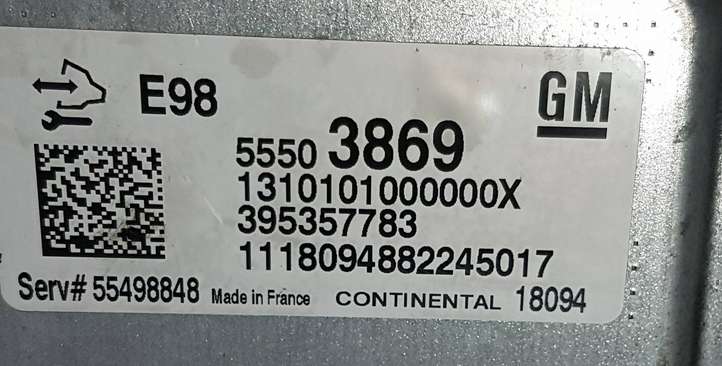 E98
GM
5550 3869
1310101000000X
395357783
1118094882245017
Serv# 55498848 Made in France CONTINENTAL 18094